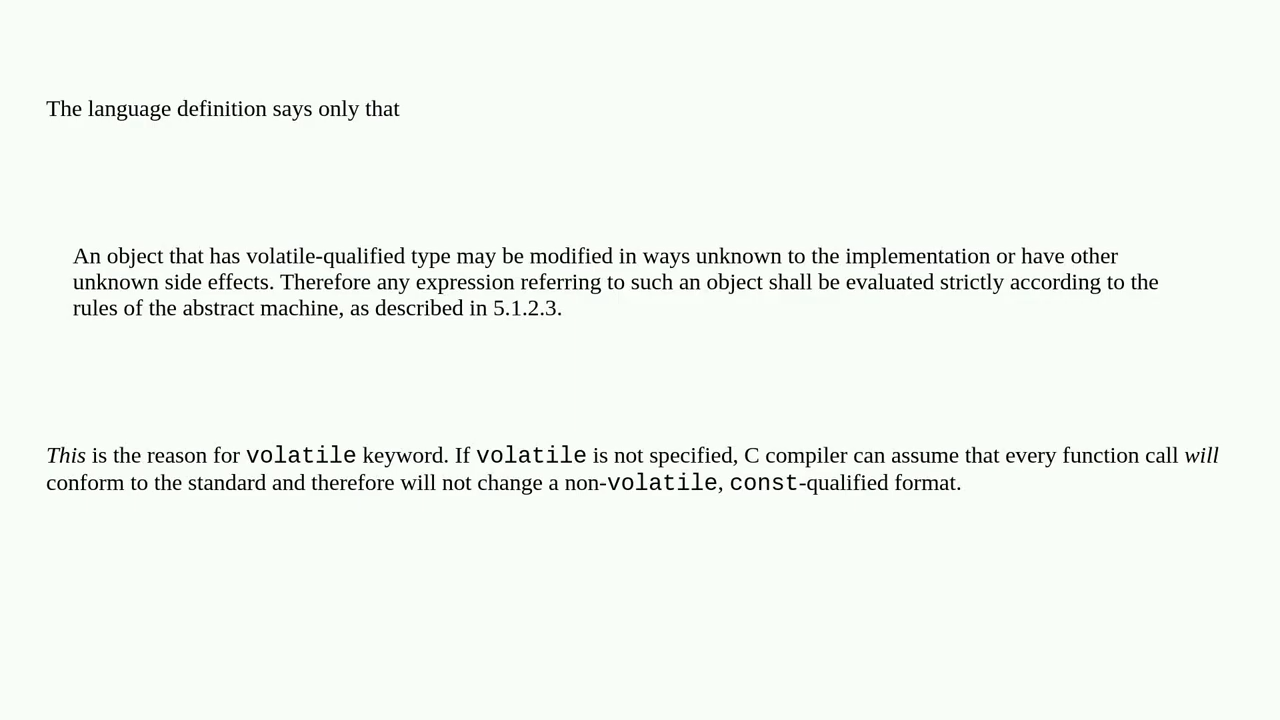 The language definition says only that
An object that has volatile-qualified type may be modified in ways unknown to the implementation or have other
unknown side effects. Therefore any expression referring to such an object shall be evaluated strictly according to the
rules of the abstract machine, as described in 5.1.2.3.
This is the reason for volatile keyword. If volatile is not specified, C compiler can assume that every function call will
conform to the standard and therefore will not change a non-volatile, const-qualified format.